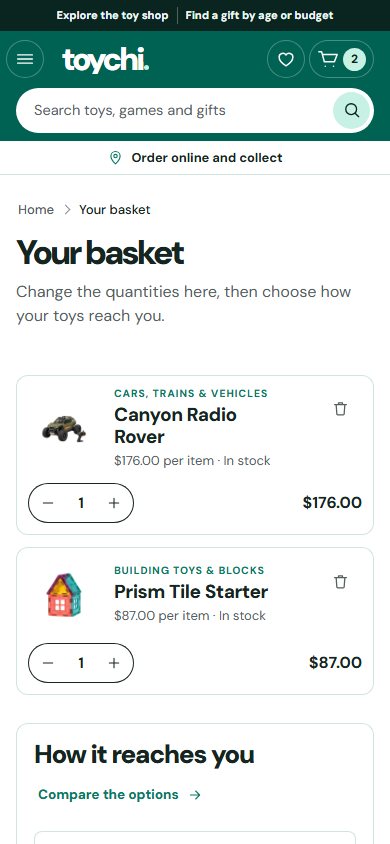 Explore the toy shop
Find a gift by age or budget
toychi.
2
Search toys, games and gifts
Order online and collect
Home
Your basket
Your basket
Change the quantities here, then choose how
your toys reach you.
CARS, TRAINS & VEHICLES
Canyon Radio
Rover
$176.00 per item · In stock
1
$176.00
BUILDING TOYS & BLOCKS
Prism Tile Starter
$87.00 per item · In stock
1
$87.00
How it reaches you
Compare the options